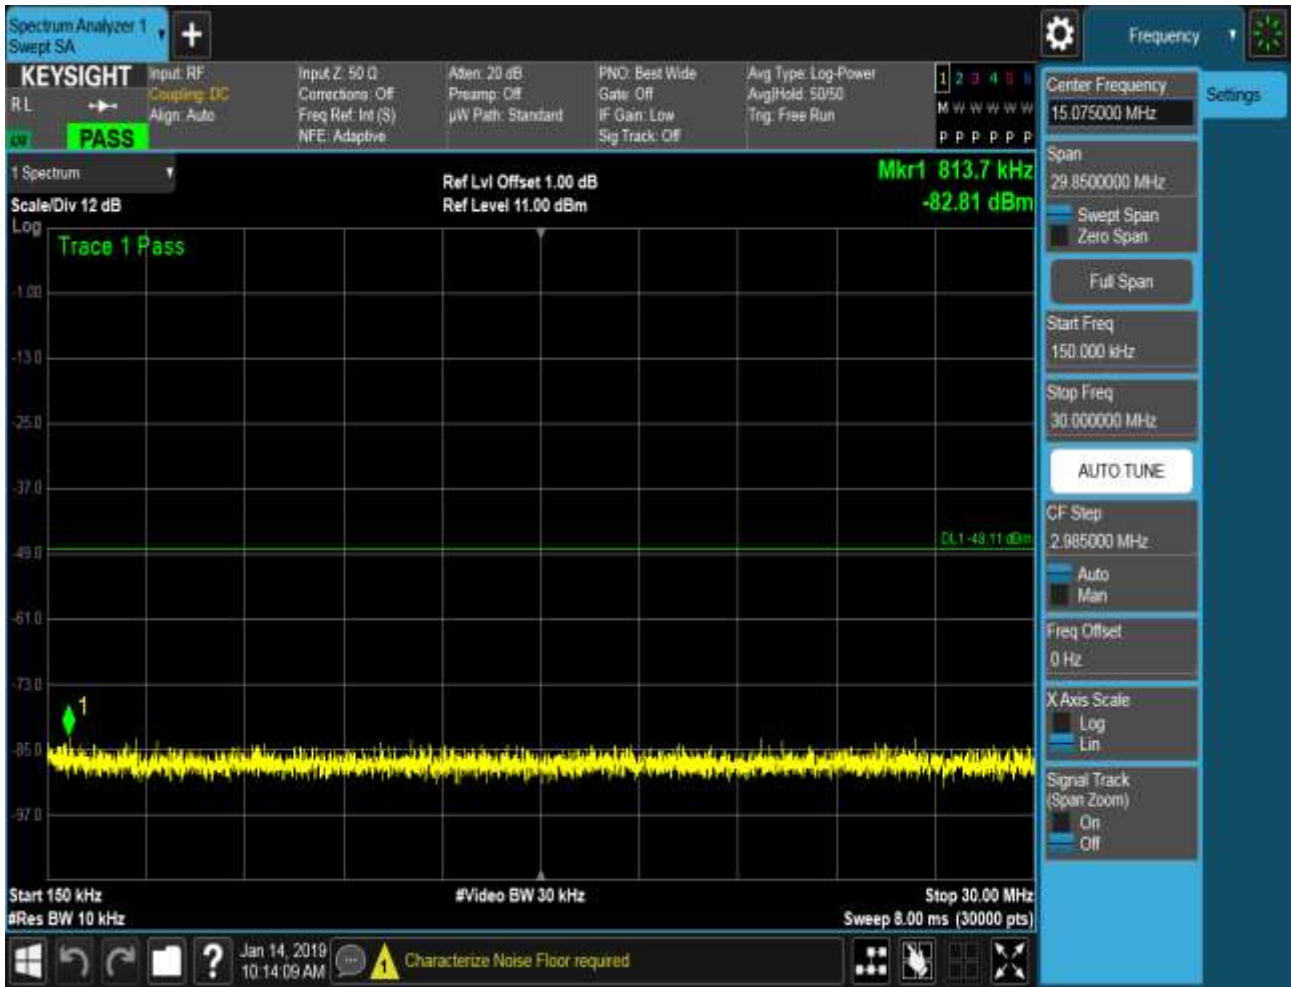 Spectrum Analyzer 1
Swept SA
+
Frequency
KEYSIGHT
RL
PASS
Input: RF
Coupling: DC
Align: Auto
Input Z: 50 Ω
Corrections: Off
Freq Ref: Int (S)
NFE: Adaptive
Atten: 20 dB
Preamp: Off
µW Path: Standard
PNO: Best Wide
Gate: Off
IF Gain: Low
Sig Track: Off
Avg Type: Log-Power
Avg|Hold: 50/50
Trig: Free Run
1 2 3 4 5 6
M W W W W W
P P P P P P
1 Spectrum
Scale/Div 12 dB
Log
Ref Lvl Offset 1.00 dB
Ref Level 11.00 dBm
Mkr1 813.7 kHz
-82.81 dBm
Trace 1 Pass
-1.00
-13.0
-25.0
-37.0
-49.0
-61.0
-73.0
-85.0
-97.0
1
Start 150 kHz
#Res BW 10 kHz
#Video BW 30 kHz
Stop 30.00 MHz
Sweep 8.00 ms (30000 pts)
Center Frequency
15.075000 MHz
Settings
Span
29.8500000 MHz
Swept Span
Zero Span
Full Span
Start Freq
150.000 kHz
Stop Freq
30.000000 MHz
AUTO TUNE
CF Step
2.985000 MHz
Auto
Man
Freq Offset
0 Hz
X Axis Scale
Log
Lin
Signal Track
(Span Zoom)
On
Off
?
Jan 14, 2019
10:14:09 AM
1
Characterize Noise Floor required